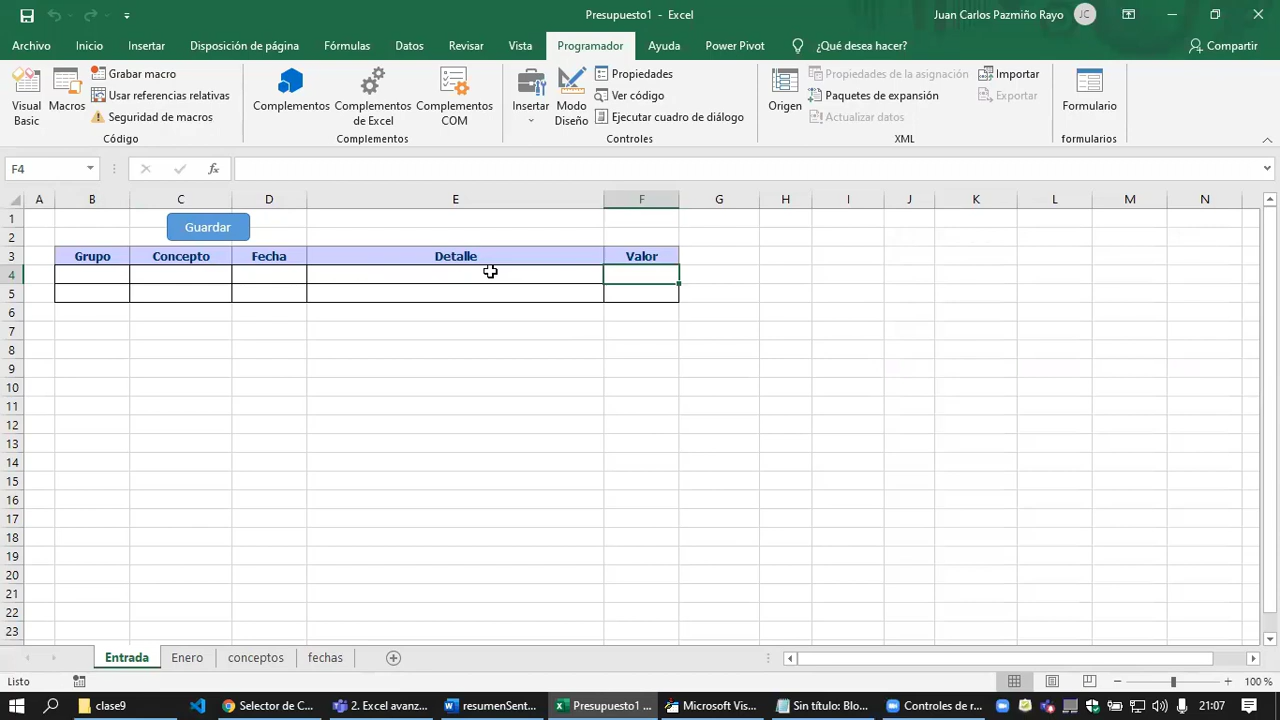 Presupuesto1 - Excel
Juan Carlos Pazmiño Rayo
JC
Archivo
Inicio
Insertar
Disposición de página
Fórmulas
Datos
Revisar
Vista
Programador
Ayuda
Power Pivot
¿Qué desea hacer?
Compartir
Visual Basic
Macros
Grabar macro
Usar referencias relativas
Seguridad de macros
Código
Complementos
Complementos de Excel
Complementos COM
Complementos
Insertar
Modo Diseño
Propiedades
Ver código
Ejecutar cuadro de diálogo
Controles
Origen
Propiedades de la asignación
Paquetes de expansión
Actualizar datos
Importar
Exportar
XML
Formulario
formularios
F4
fx
A B C D E F G H I J K L M N
1
Guardar
2
3 Grupo Concepto Fecha Detalle Valor
4
5
6
7
8
9
10
11
12
13
14
15
16
17
18
19
20
21
22
23
Entrada
Enero
conceptos
fechas
Listo
100 %
clase9
Selector de C...
2. Excel avanz...
resumenSent...
Presupuesto1 ...
Microsoft Vis...
Sin título: Blo...
Controles de r...
21:07